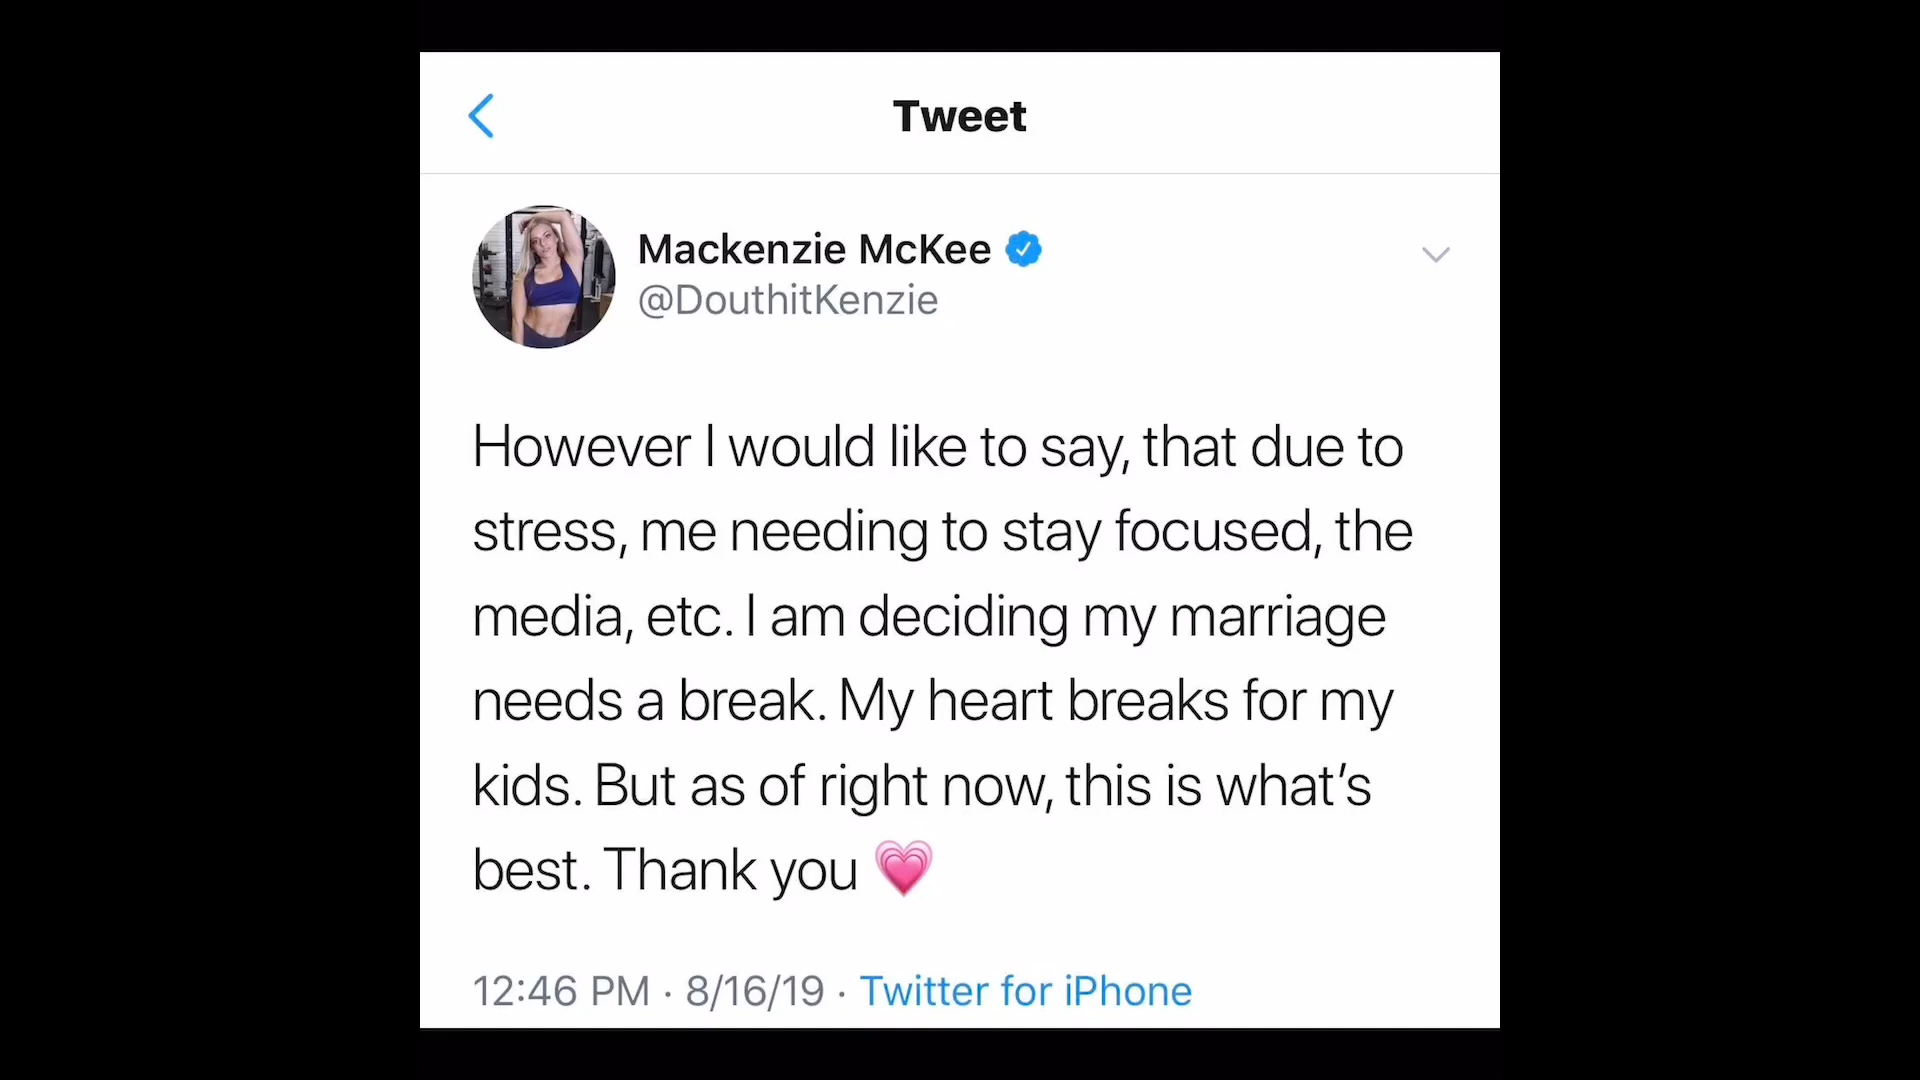 Tweet
Mackenzie McKee
@DouthitKenzie
However I would like to say, that due to
stress, me needing to stay focused, the
media, etc. I am deciding my marriage
needs a break. My heart breaks for my
kids. But as of right now, this is what's
best. Thank you 💗
12:46 PM · 8/16/19 · Twitter for iPhone